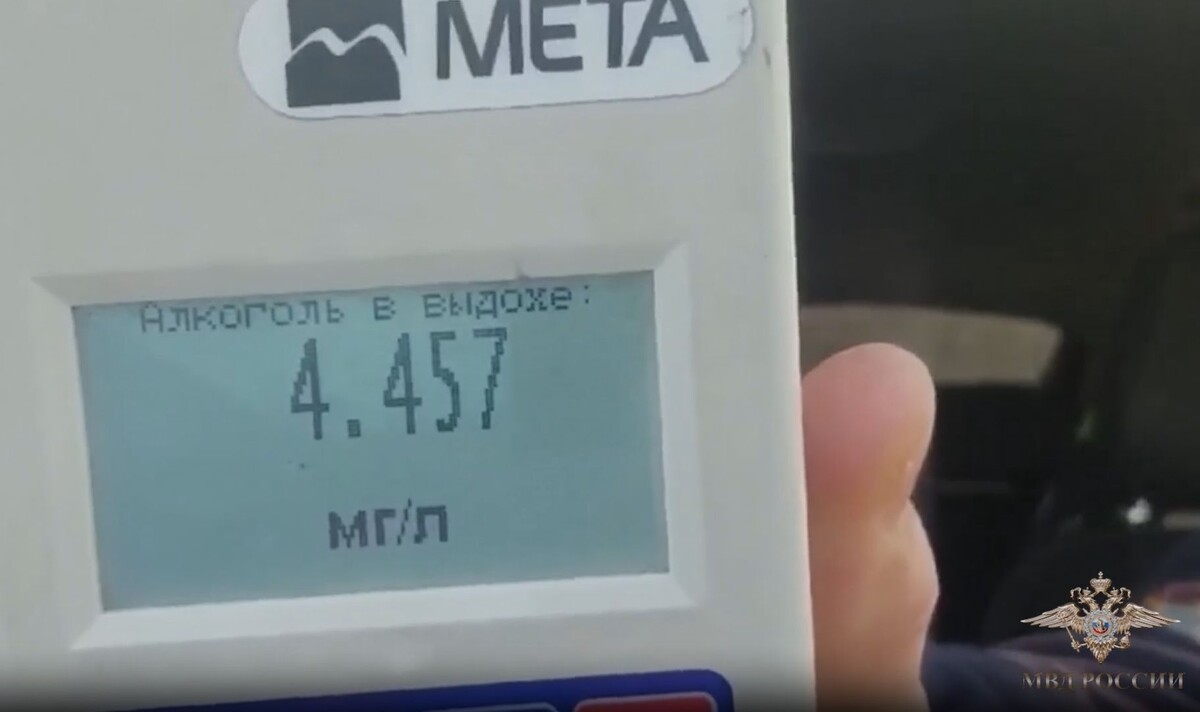 МЕТА
Алкоголь в выдохе:
4.457
мг/л
МВД РОССИИ